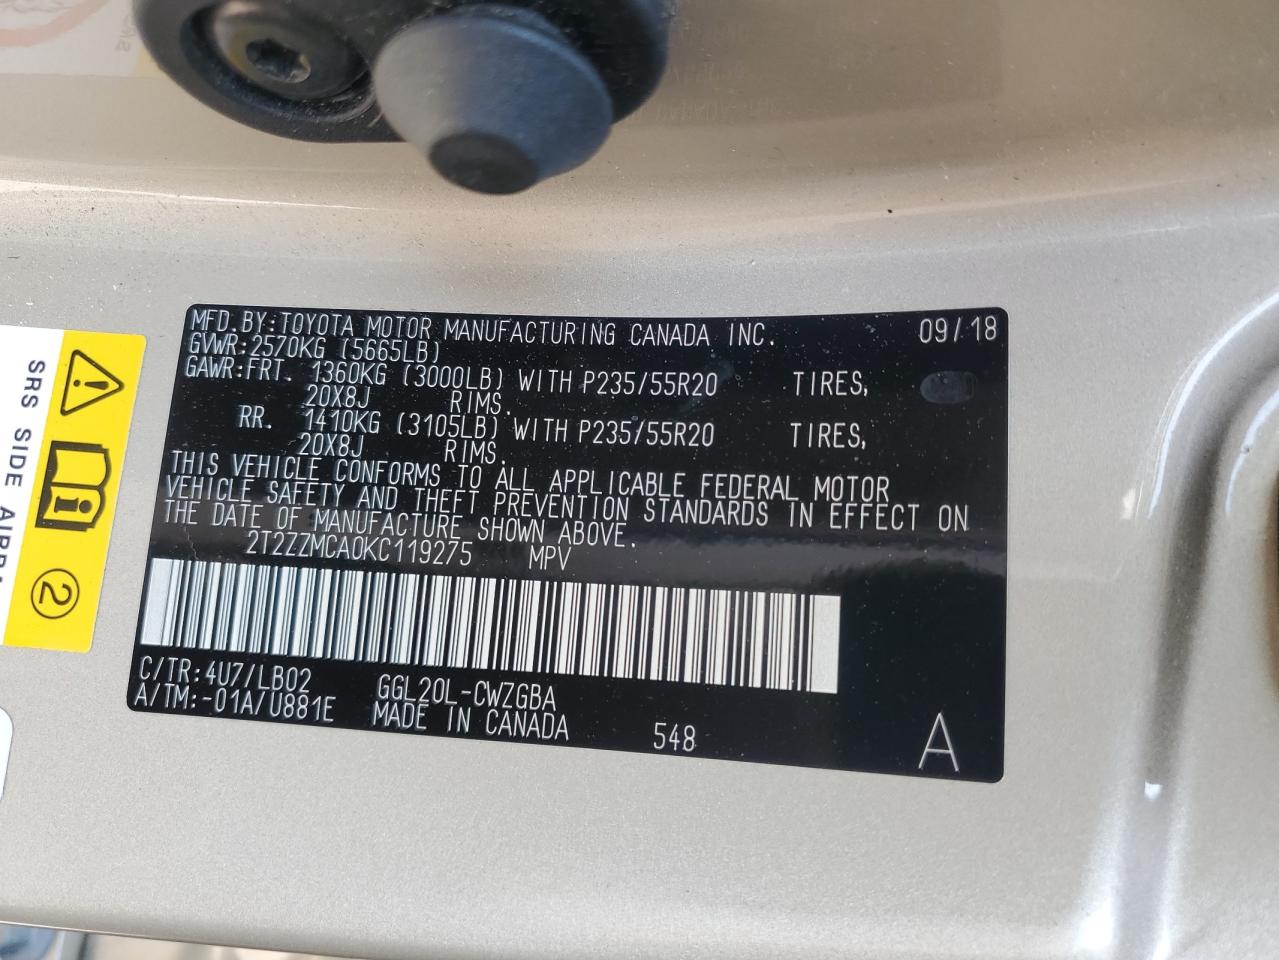 MFD.BY:TOYOTA MOTOR MANUFACTURING CANADA INC. 09/18
GVWR:2570KG (5665LB)
GAWR:FRT. 1360KG (3000LB) WITH P235/55R20 TIRES,
20X8J RIMS.
RR. 1410KG (3105LB) WITH P235/55R20 TIRES,
20X8J RIMS.
THIS VEHICLE CONFORMS TO ALL APPLICABLE FEDERAL MOTOR
VEHICLE SAFETY AND THEFT PREVENTION STANDARDS IN EFFECT ON
THE DATE OF MANUFACTURE SHOWN ABOVE.
2T2ZZMCA0KC119275 MPV
C/TR:4U7/LB02 GGL20L-CWZGBA
A/TM:-01A/U881E MADE IN CANADA 548 A
SRS SIDE
2